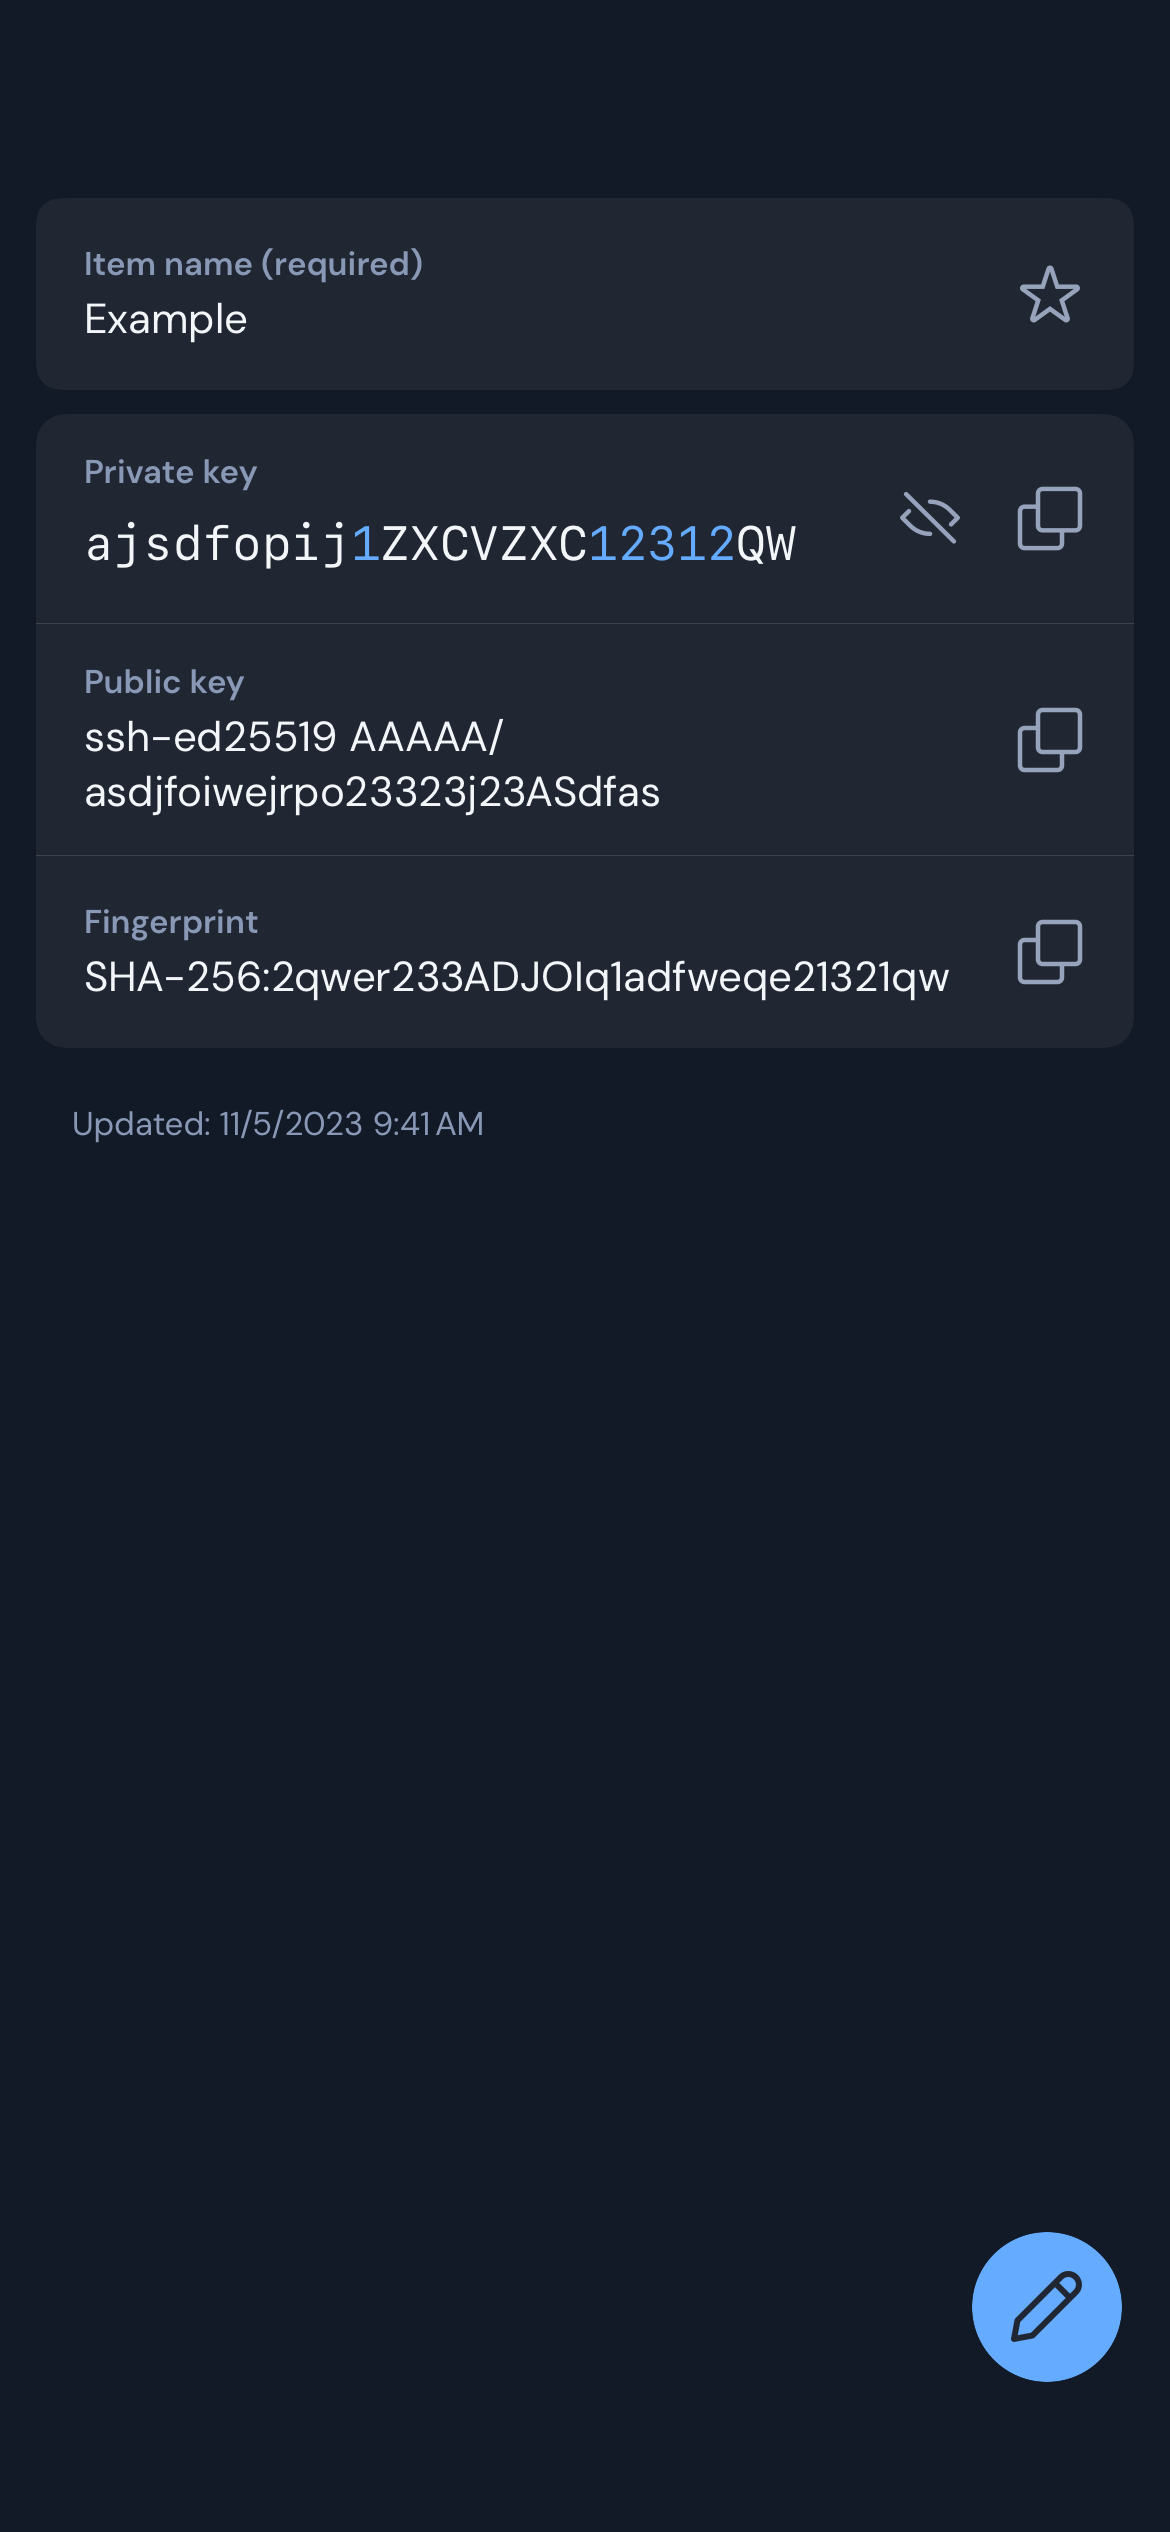 Item name (required)
Example
Private key
ajsdfopij1ZXCVZXC12312QW
Public key
ssh-ed25519 AAAAA/
asdjfoiwejrpo23323j23ASdfas
Fingerprint
SHA-256:2qwer233ADJOIq1adfweqe21321qw
Updated: 11/5/2023 9:41 AM